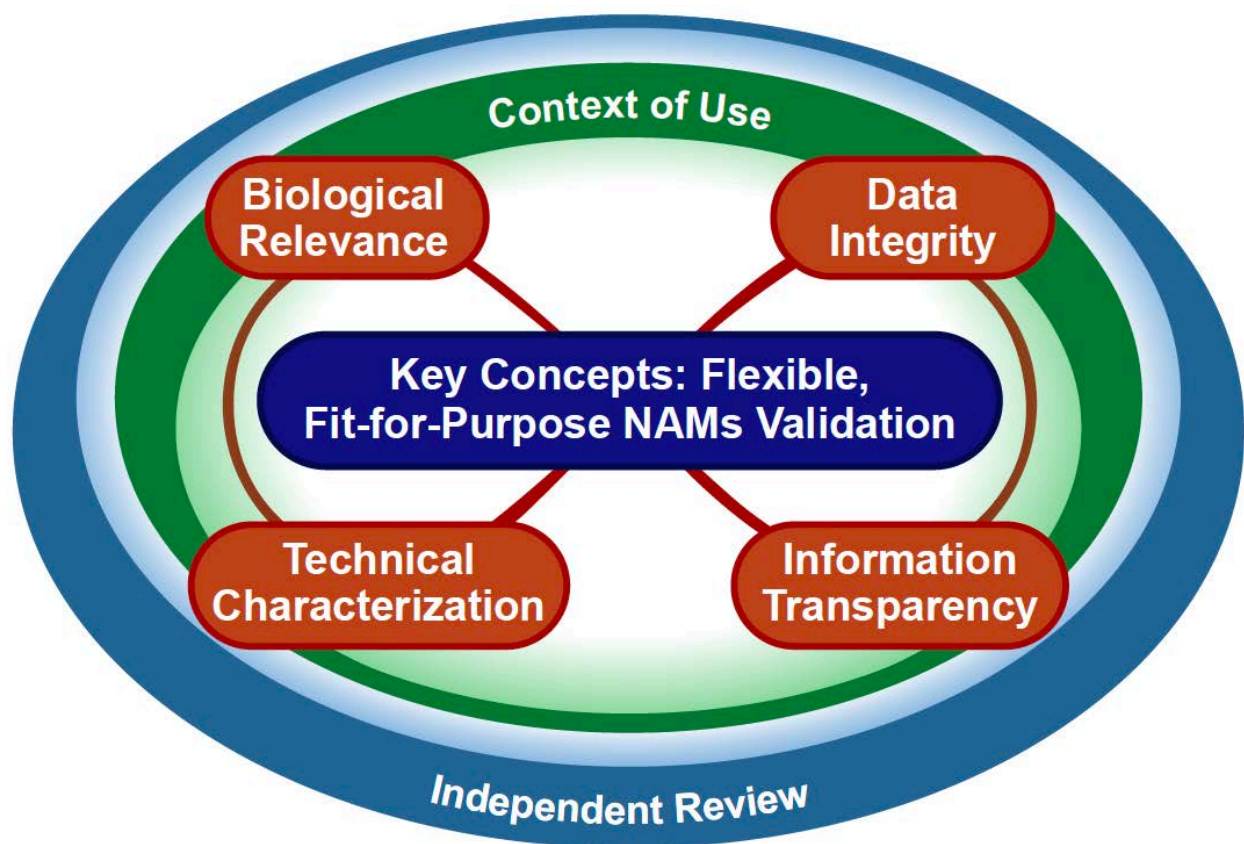 Context of Use
Biological
Relevance
Data
Integrity
Key Concepts: Flexible,
Fit-for-Purpose NAMs Validation
Technical
Characterization
Information
Transparency
Independent Review